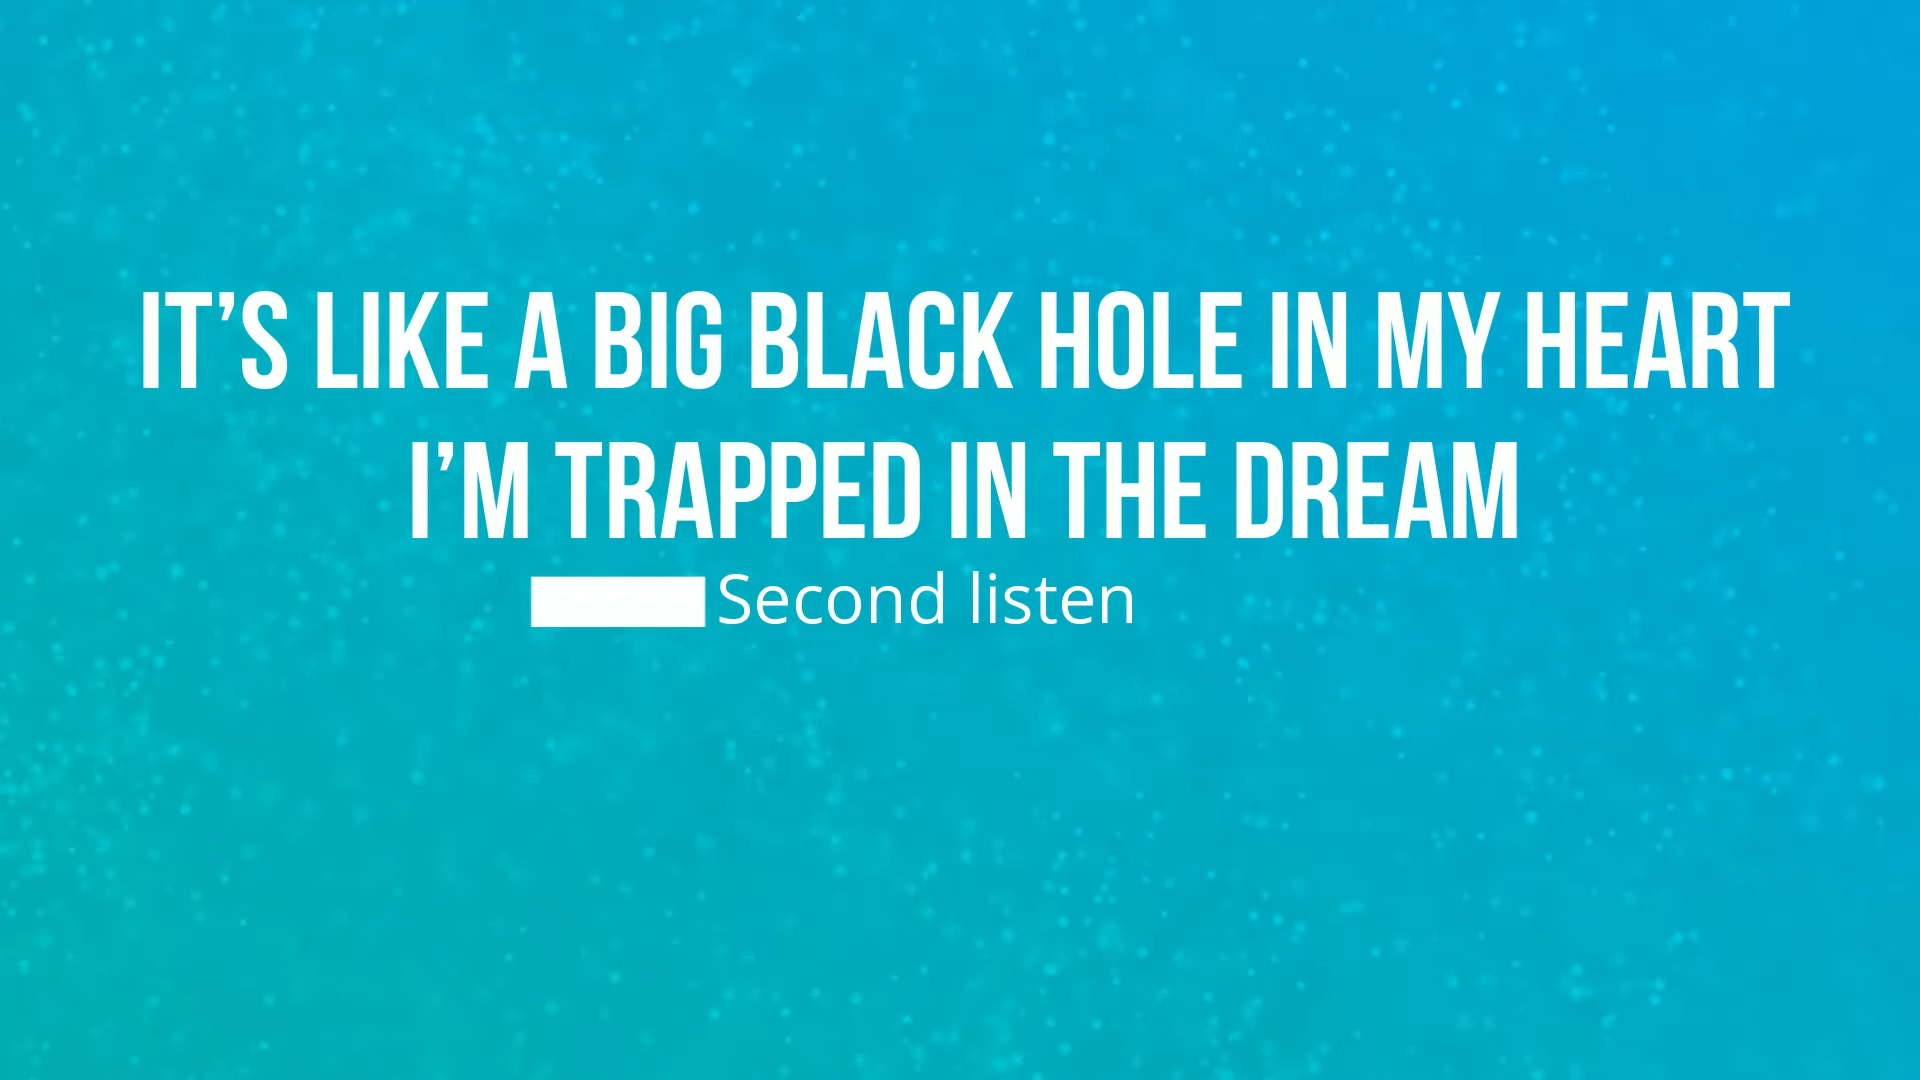 IT’S LIKE A BIG BLACK HOLE IN MY HEART
I’M TRAPPED IN THE DREAM
Second listen